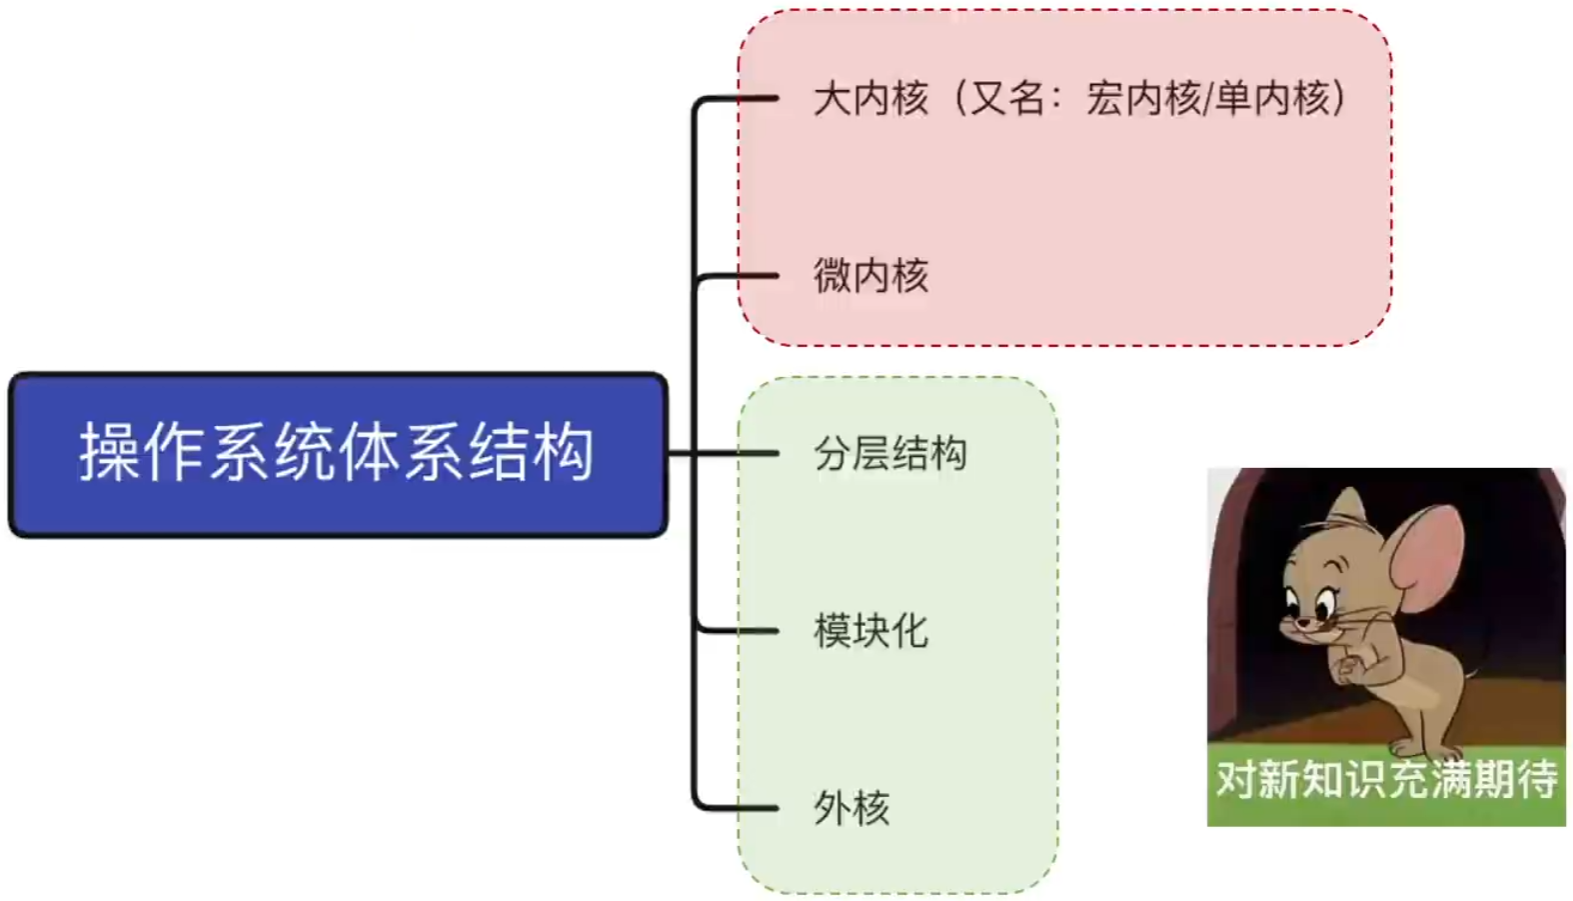 大内核（又名：宏内核/单内核）
微内核
操作系统体系结构
分层结构
模块化
外核
对新知识充满期待